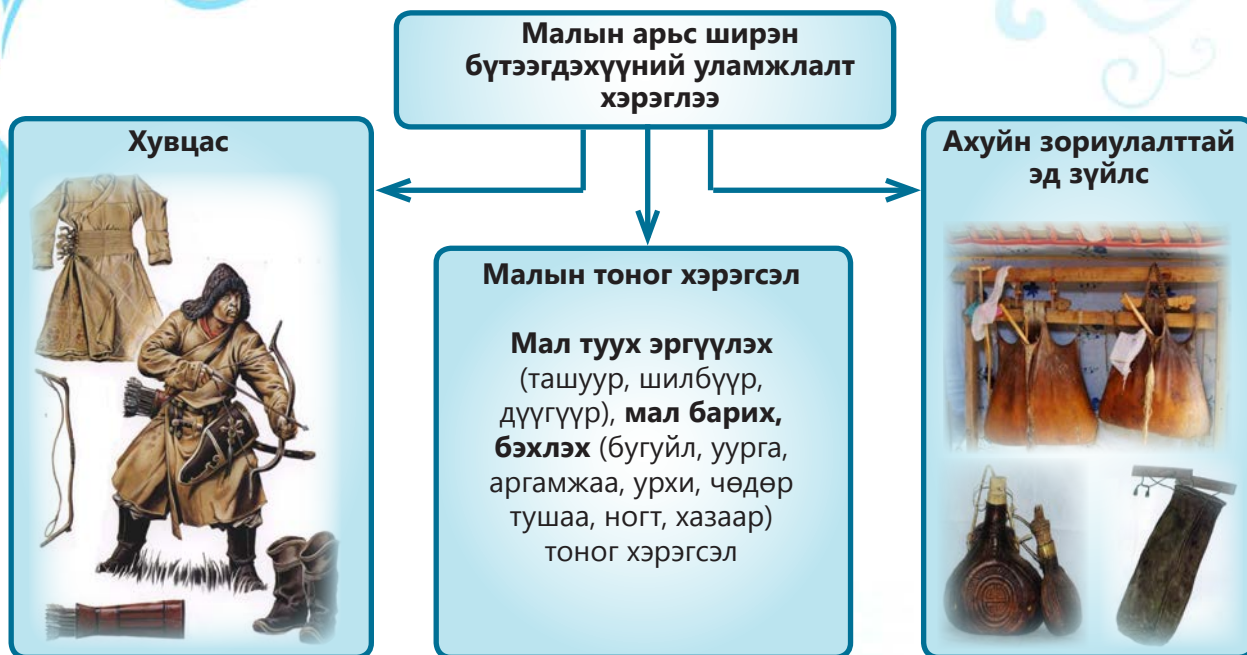 Малын арьс ширэн
бүтээгдэхүүний уламжлалт
хэрэглээ
Хувцас
Малын тоног хэрэгсэл
Мал туух эргүүлэх
(ташуур, шилбүүр,
дүүгүүр), мал барих,
бэхлэх (бугуйл, уурга,
аргамжаа, урхи, чөдөр
тушаа, ногт, хазаар)
тоног хэрэгсэл
Ахуйн зориулалттай
эд зүйлс